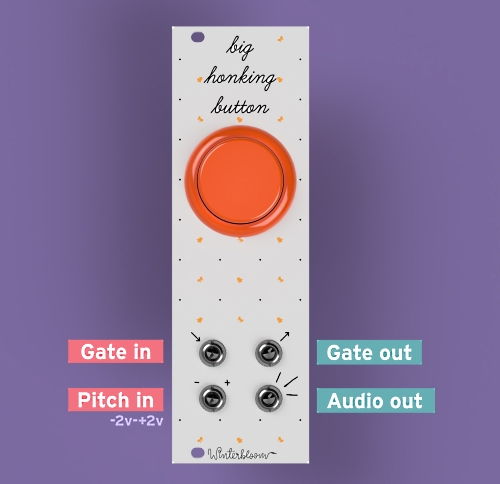 big
honking
button
Gate in
Gate out
Pitch in
Audio out
-2v-+2v
- +
Winterbloom